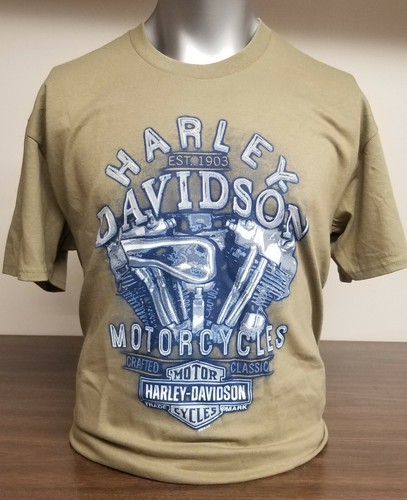 HARLEY-
EST. 1903
DAVIDSON
MOTORCYCLES
CRAFTED CLASSIC
MOTOR
HARLEY-DAVIDSON
TRADE MARK
CYCLES